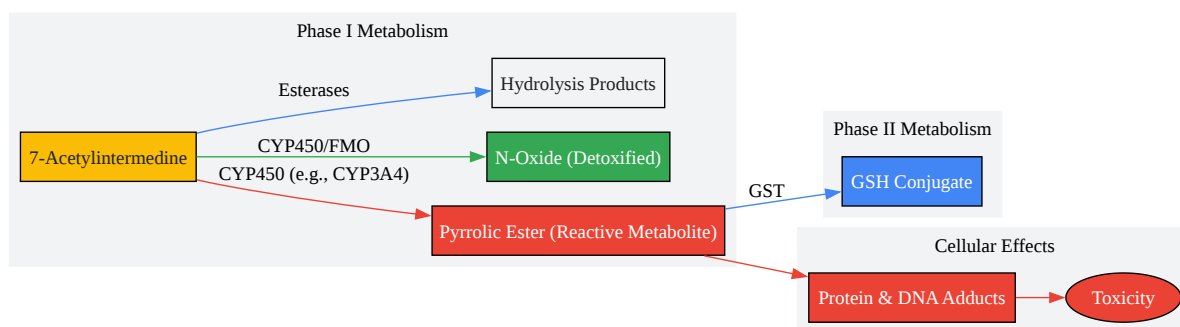 Phase I Metabolism
Hydrolysis Products
Esterases
7-Acetylintermedine
CYP450/FMO
N-Oxide (Detoxified)
CYP450 (e.g., CYP3A4)
Pyrrolic Ester (Reactive Metabolite)
Phase II Metabolism
GST
GSH Conjugate
Cellular Effects
Protein & DNA Adducts
Toxicity